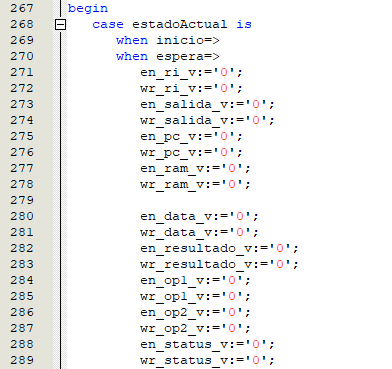 267 begin
268 case estadoActual is
269 when inicio=>
270 when espera=>
271 en_ri_v:='0';
272 wr_ri_v:='0';
273 en_salida_v:='0';
274 wr_salida_v:='0';
275 en_pc_v:='0';
276 wr_pc_v:='0';
277 en_ram_v:='0';
278 wr_ram_v:='0';
279
280 en_data_v:='0';
281 wr_data_v:='0';
282 en_resultado_v:='0';
283 wr_resultado_v:='0';
284 en_op1_v:='0';
285 wr_op1_v:='0';
286 en_op2_v:='0';
287 wr_op2_v:='0';
288 en_status_v:='0';
289 wr_status_v:='0';